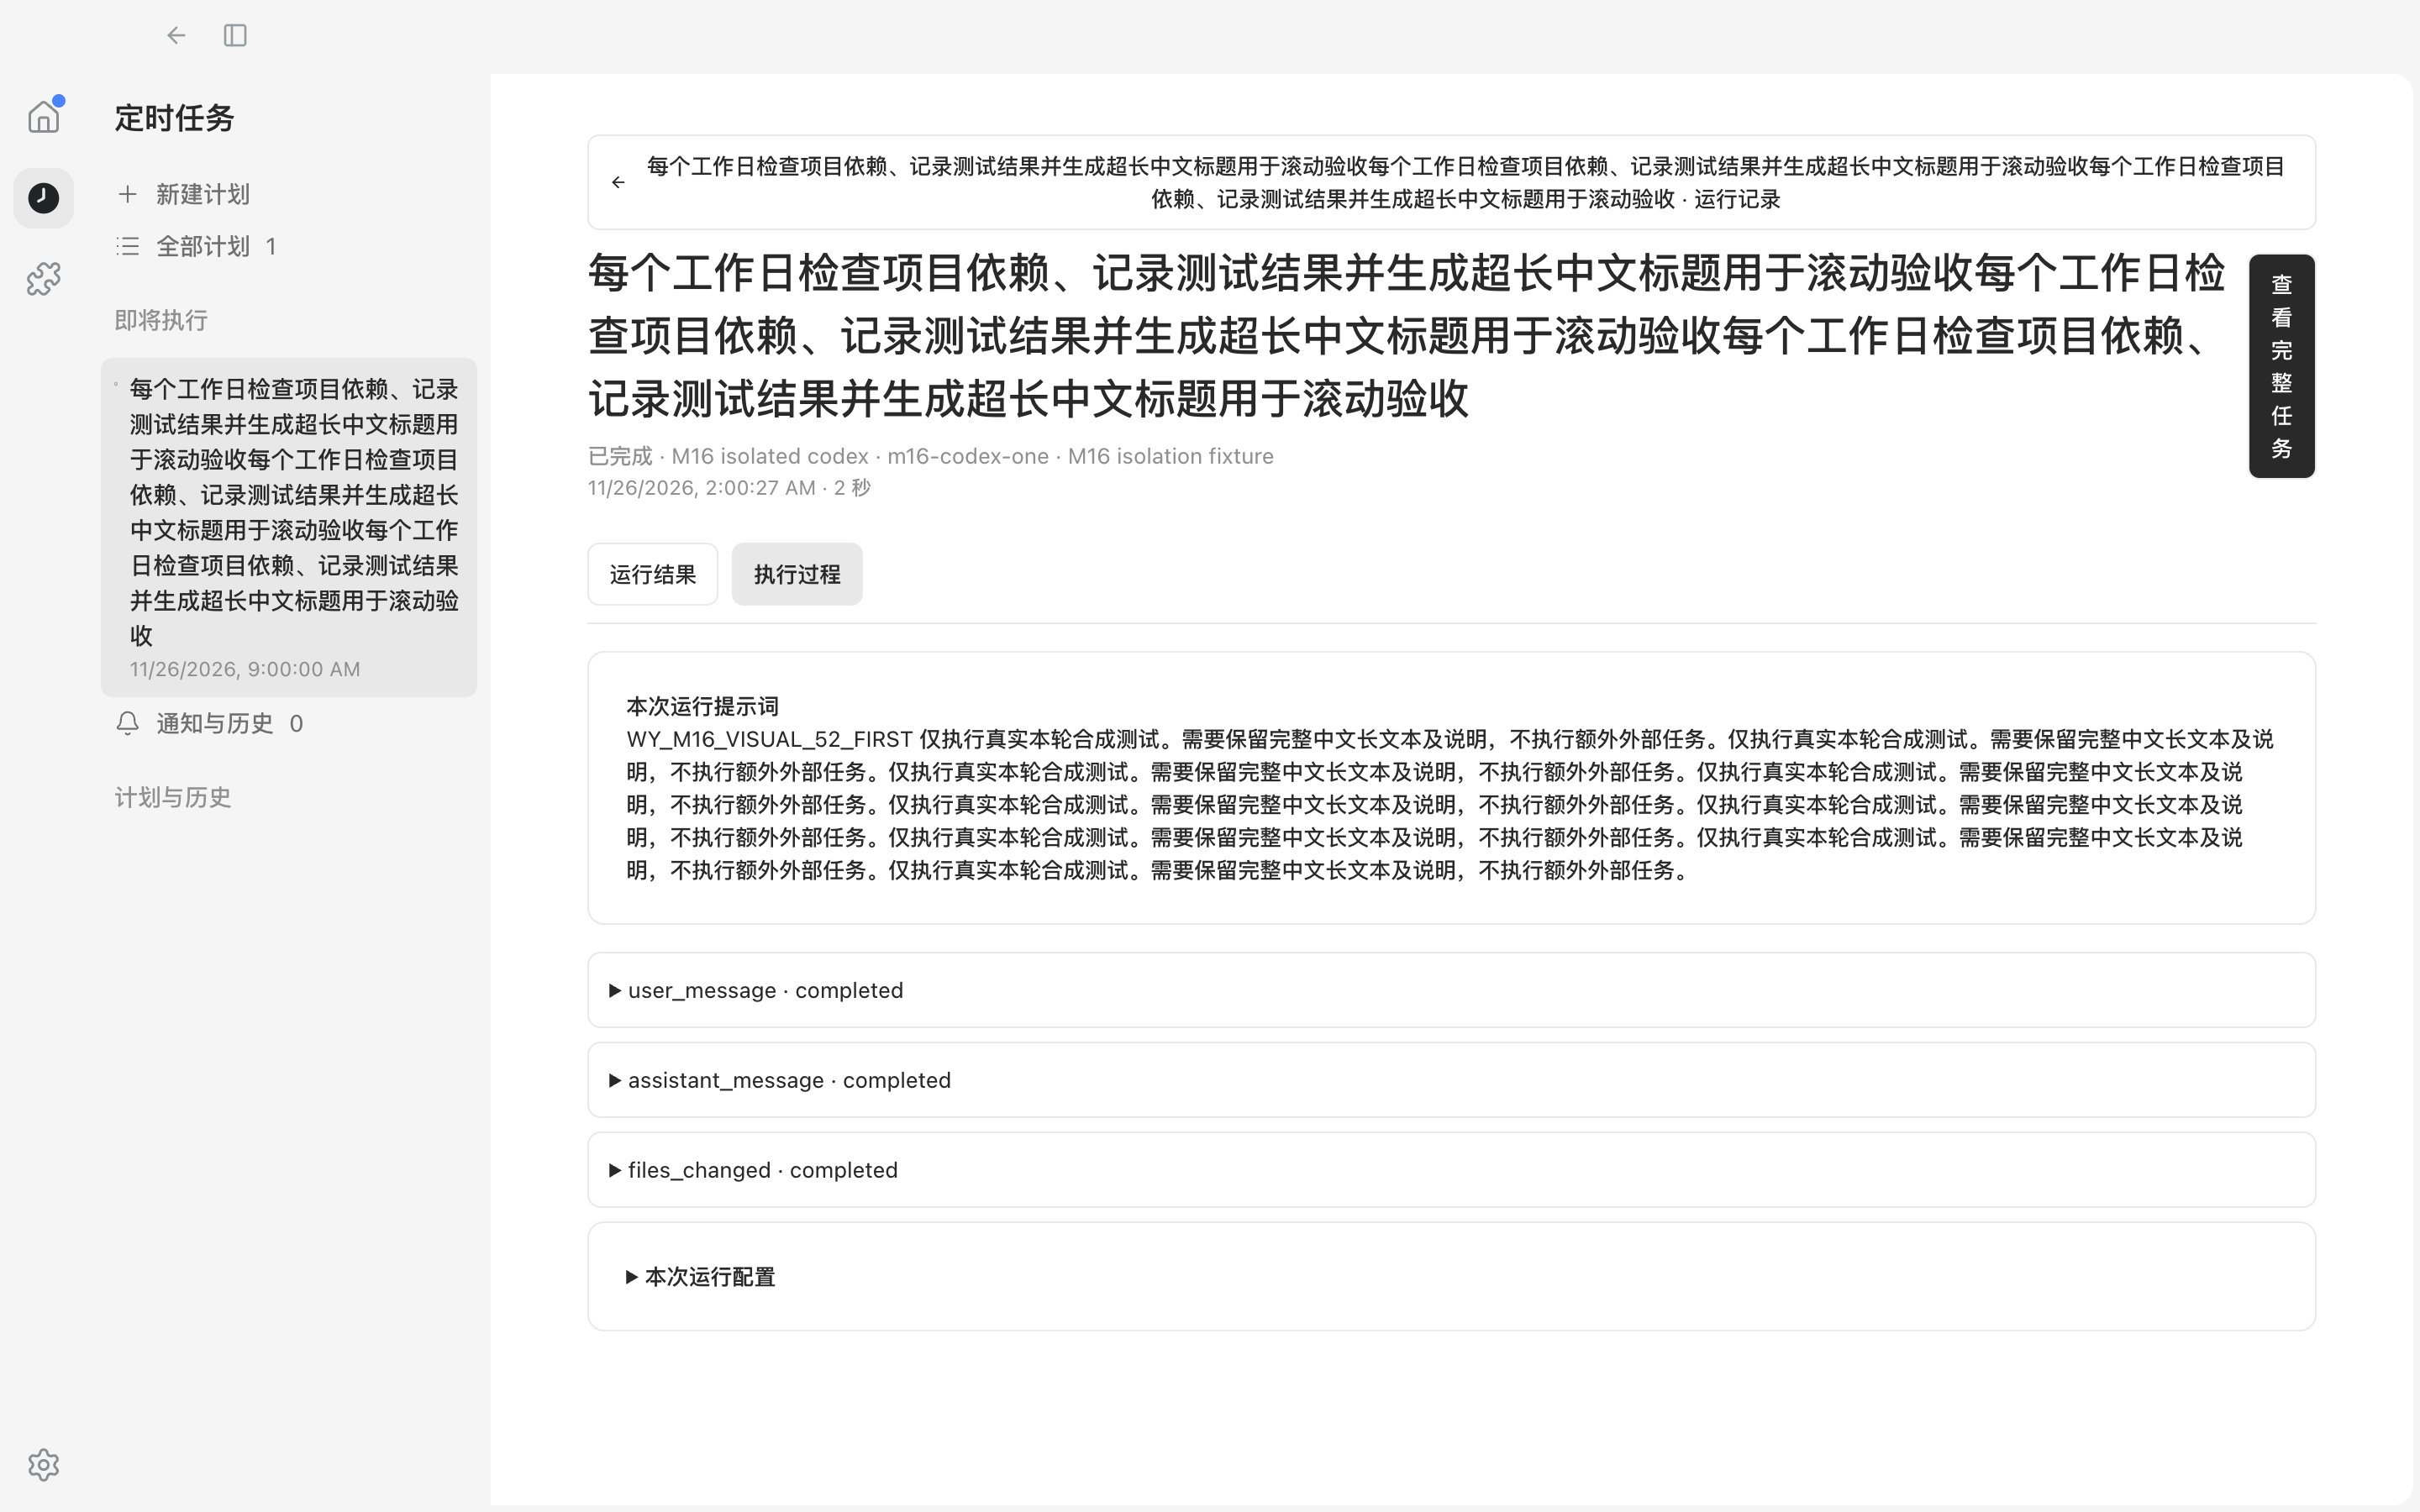 定时任务
新建计划
全部计划 1
即将执行
每个工作日检查项目依赖、记录
测试结果并生成超长中文标题用
于滚动验收每个工作日检查项目
依赖、记录测试结果并生成超长
中文标题用于滚动验收每个工作
日检查项目依赖、记录测试结果
并生成超长中文标题用于滚动验
收
11/26/2026, 9:00:00 AM
通知与历史 0
计划与历史
每个工作日检查项目依赖、记录测试结果并生成超长中文标题用于滚动验收每个工作日检查项目依赖、记录测试结果并生成超长中文标题用于滚动验收每个工作日检查项目
依赖、记录测试结果并生成超长中文标题用于滚动验收 · 运行记录
每个工作日检查项目依赖、记录测试结果并生成超长中文标题用于滚动验收每个工作日检
查项目依赖、记录测试结果并生成超长中文标题用于滚动验收每个工作日检查项目依赖、
记录测试结果并生成超长中文标题用于滚动验收
已完成 · M16 isolated codex · m16-codex-one · M16 isolation fixture
11/26/2026, 2:00:27 AM · 2 秒
查
看
完
整
任
务
运行结果
执行过程
本次运行提示词
WY_M16_VISUAL_52_FIRST 仅执行真实本轮合成测试。需要保留完整中文长文本及说明，不执行额外外部任务。仅执行真实本轮合成测试。需要保留完整中文长文本及说
明，不执行额外外部任务。仅执行真实本轮合成测试。需要保留完整中文长文本及说明，不执行额外外部任务。仅执行真实本轮合成测试。需要保留完整中文长文本及说
明，不执行额外外部任务。仅执行真实本轮合成测试。需要保留完整中文长文本及说明，不执行额外外部任务。仅执行真实本轮合成测试。需要保留完整中文长文本及说
明，不执行额外外部任务。仅执行真实本轮合成测试。需要保留完整中文长文本及说明，不执行额外外部任务。仅执行真实本轮合成测试。需要保留完整中文长文本及说
明，不执行额外外部任务。仅执行真实本轮合成测试。需要保留完整中文长文本及说明，不执行额外外部任务。
user_message · completed
assistant_message · completed
files_changed · completed
本次运行配置